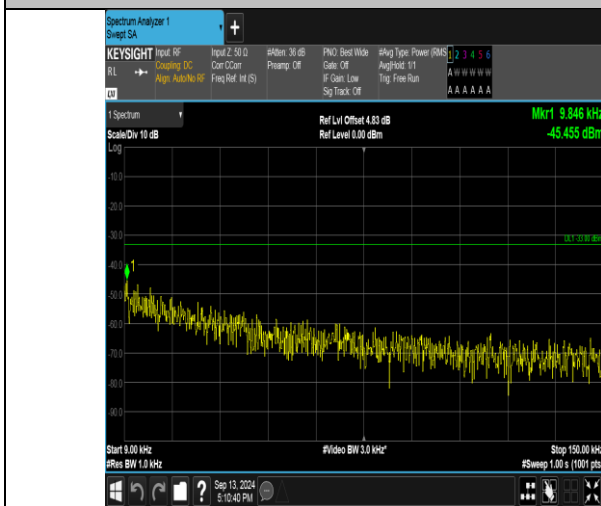 Spectrum Analyzer 1
Swept SA
KEYSIGHT
RL
Input: RF
Coupling: DC
Align: Auto/No RF
Input Z: 50 Ω
Corr CCorr
Freq Ref: Int (S)
#Atten: 36 dB
Preamp: Off
PNO: Best Wide
Gate: Off
IF Gain: Low
Sig Track: Off
#Avg Type: Power (RMS
Avg|Hold: 1/1
Trig: Free Run
1 2 3 4 5 6
A W W W W W
A A A A A A
1 Spectrum
Scale/Div 10 dB
Log
Ref Lvl Offset 4.83 dB
Ref Level 0.00 dBm
Mkr1 9.846 kHz
-45.455 dBm
-10.0
-20.0
-30.0
DL1 -33.00 dBm
-40.0
1
-50.0
-60.0
-70.0
-80.0
-90.0
Start 9.00 kHz
#Res BW 1.0 kHz
#Video BW 3.0 kHz*
Stop 150.00 kHz
#Sweep 1.00 s (1001 pts
?
Sep 13, 2024
5:10:40 PM